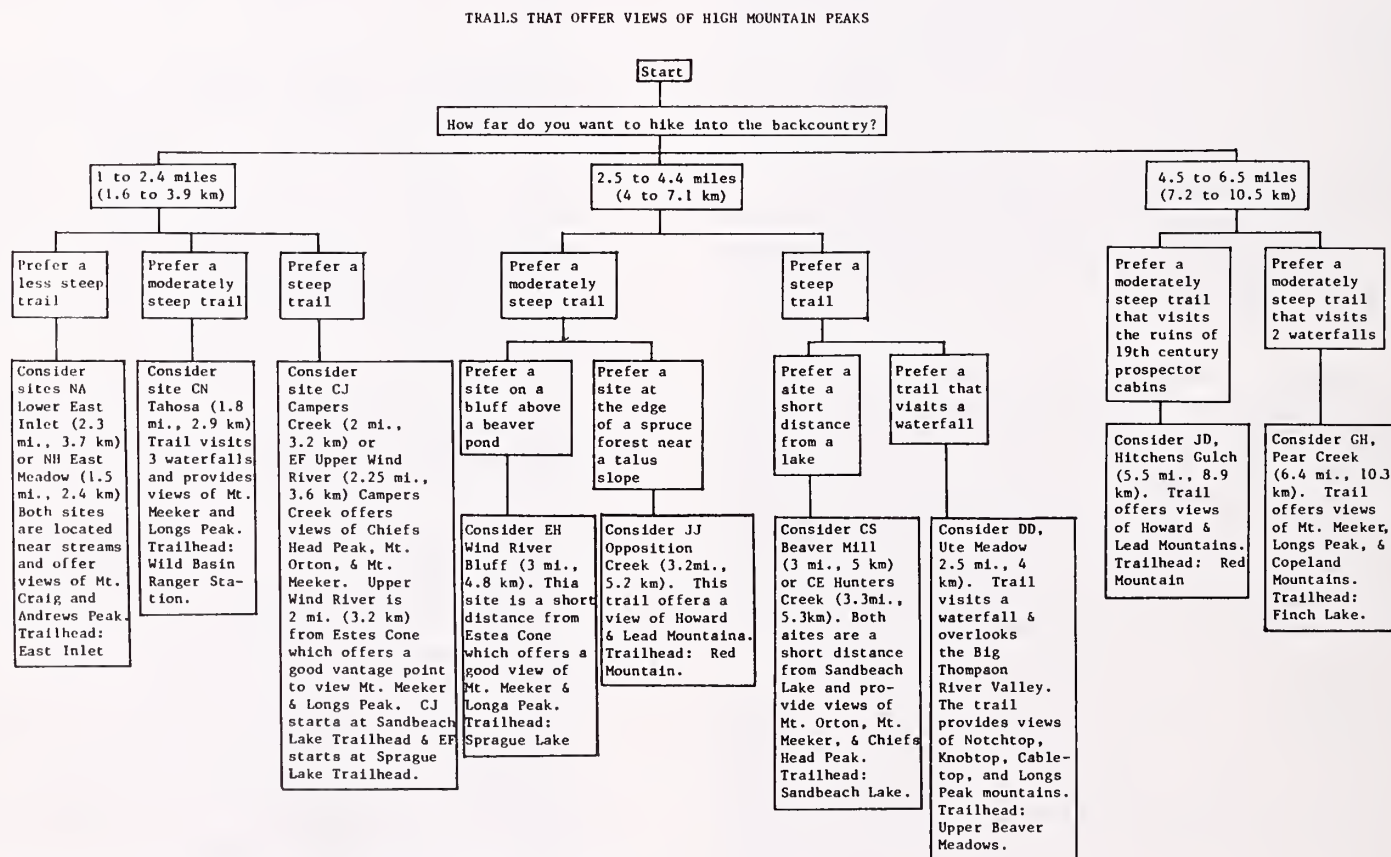 TRAILS THAT OFFER VIEWS OF HIGH MOUNTAIN PEAKS
Start
How far do you want to hike into the backcountry?
1 to 2.4 miles
(1.6 to 3.9 km)
2.5 to 4.4 miles
(4 to 7.1 km)
4.5 to 6.5 miles
(7.2 to 10.5 km)
Prefer a
less steep
trail
Prefer a
moderately
steep trail
Prefer a
steep
trail
Prefer a
moderately
steep trail
Prefer a
steep
trail
Prefer a
moderately
steep trail
that visits
the ruins of
19th century
prospector
cabins
Prefer a
moderately
steep trail
that visits
2 waterfalls
Prefer a
site on a
bluff above
a beaver
pond
Prefer a
site at
the edge
of a spruce
forest near
a talus
slope
Prefer a
aite a
short
distance
from a
lake
Prefer a
trail that
visits a
waterfall
Consider
sites NA
Lower East
Inlet (2.3
mi., 3.7 km)
or NH East
Meadow (1.5
mi., 2.4 km)
Both sites
are located
near streams
and offer
views of Mt.
Craig and
Andrews Peak.
Trailhead:
East Inlet
Consider
site CN
Tahosa (1.8
mi., 2.9 km)
Trail visits
3 waterfalls
and provides
views of Mt.
Meeker and
Longs Peak.
Trailhead:
Wild Basin
Ranger Sta-
tion.
Consider
site CJ
Campers
Creek (2 mi.,
3.2 km) or
EF Upper Wind
River (2.25 mi.,
3.6 km) Campers
Creek offers
views of Chiefs
Head Peak, Mt.
Orton, & Mt.
Meeker. Upper
Wind River is
2 mi. (3.2 km)
from Estes Cone
which offers a
good vantage point
to view Mt. Meeker
& Longs Peak. CJ
starts at Sandbeach
Lake Trailhead & EF
starts at Sprague
Lake Trailhead.
Consider EH
Wind River
Bluff (3 mi.,
4.8 km). Thia
site is a short
distance from
Estea Cone
which offers a
good view of
Mt. Meeker &
Longa Peak.
Trailhead:
Sprague Lake
Consider JJ
Opposition
Creek (3.2mi.,
5.2 km). This
trail offers a
view of Howard
& Lead Mountaina.
Trailhead: Red
Mountain.
Consider CS
Beaver Mill
(3 mi., 5 km)
or CE Hunters
Creek (3.3mi.,
5.3km). Both
aites are a
short distance
from Sandbeach
Lake and pro-
vide views of
Mt. Orton, Mt.
Meeker, & Chiefs
Head Peak.
Trailhead:
Sandbeach Lake.
Consider DD,
Ute Meadow
2.5 mi., 4
km). Trail
visits a
waterfall &
overlooks
the Big
Thompaon
River Valley.
The trail
provides views
of Notchtop,
Knobtop, Cable-
top, and Longs
Peak mountains.
Trailhead:
Upper Beaver
Meadows.
Consider JD,
Hitchens Gulch
(5.5 mi., 8.9
km). Trail
offers views
of Howard &
Lead Mountains.
Trailhead: Red
Mountain
Consider GH,
Pear Creek
(6.4 mi., 10.3
km). Trail
offers views
of Mt. Meeker,
Longs Peak, &
Copeland
Mountains.
Trailhead:
Finch Lake.